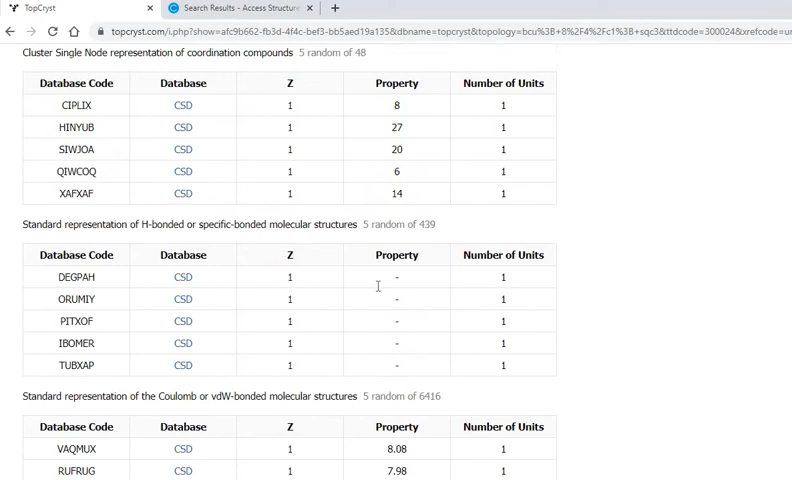 TopCryst
Search Results - Access Structure
topcryst.com/i.php?show=afc9b662-fb3d-4f4c-bef3-bb5aed19a135&dbname=topcryst&topology=bcu%3B+8%2F4%2Fc1%3B+sqc3&ttdcode=300024&xrefcode=u
Cluster Single Node representation of coordination compounds 5 random of 48
Database Code Database Z Property Number of Units
CIPLIX CSD 1 8 1
HINYUB CSD 1 27 1
SIWJOA CSD 1 20 1
QIWCOQ CSD 1 6 1
XAFXAF CSD 1 14 1
Standard representation of H-bonded or specific-bonded molecular structures 5 random of 439
Database Code Database Z Property Number of Units
DEGPAH CSD 1 - 1
ORUMIY CSD 1 - 1
PITXOF CSD 1 - 1
IBOMER CSD 1 - 1
TUBXAP CSD 1 - 1
Standard representation of the Coulomb or vdW-bonded molecular structures 5 random of 6416
Database Code Database Z Property Number of Units
VAQMUX CSD 1 8.08 1
RUFRUG CSD 1 7.98 1